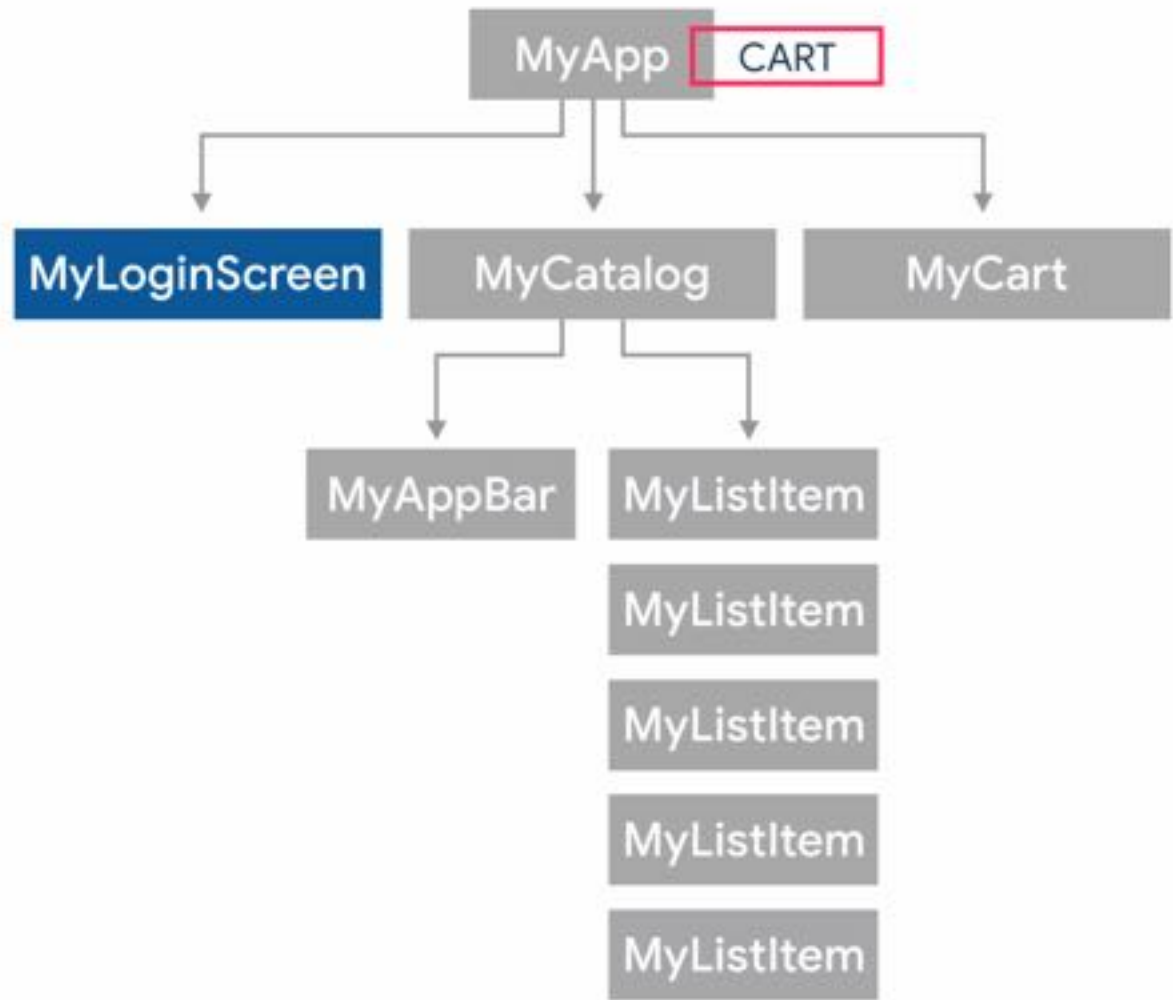 MyApp
CART
MyLoginScreen
MyCatalog
MyCart
MyAppBar
MyListItem
MyListItem
MyListItem
MyListItem
MyListItem